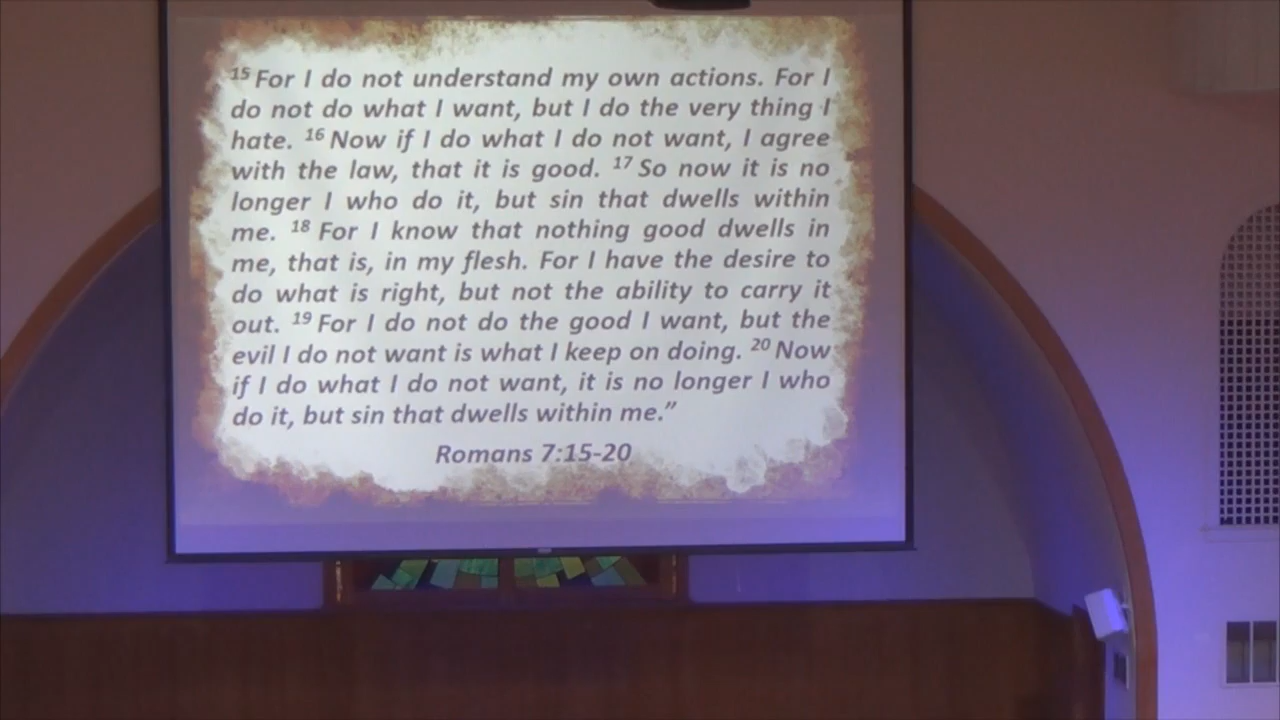 15 For I do not understand my own actions. For I
do not do what I want, but I do the very thing I
hate. 16 Now if I do what I do not want, I agree
with the law, that it is good. 17 So now it is no
longer I who do it, but sin that dwells within
me. 18 For I know that nothing good dwells in
me, that is, in my flesh. For I have the desire to
do what is right, but not the ability to carry it
out. 19 For I do not do the good I want, but the
evil I do not want is what I keep on doing. 20 Now
if I do what I do not want, it is no longer I who
do it, but sin that dwells within me.”
Romans 7:15-20